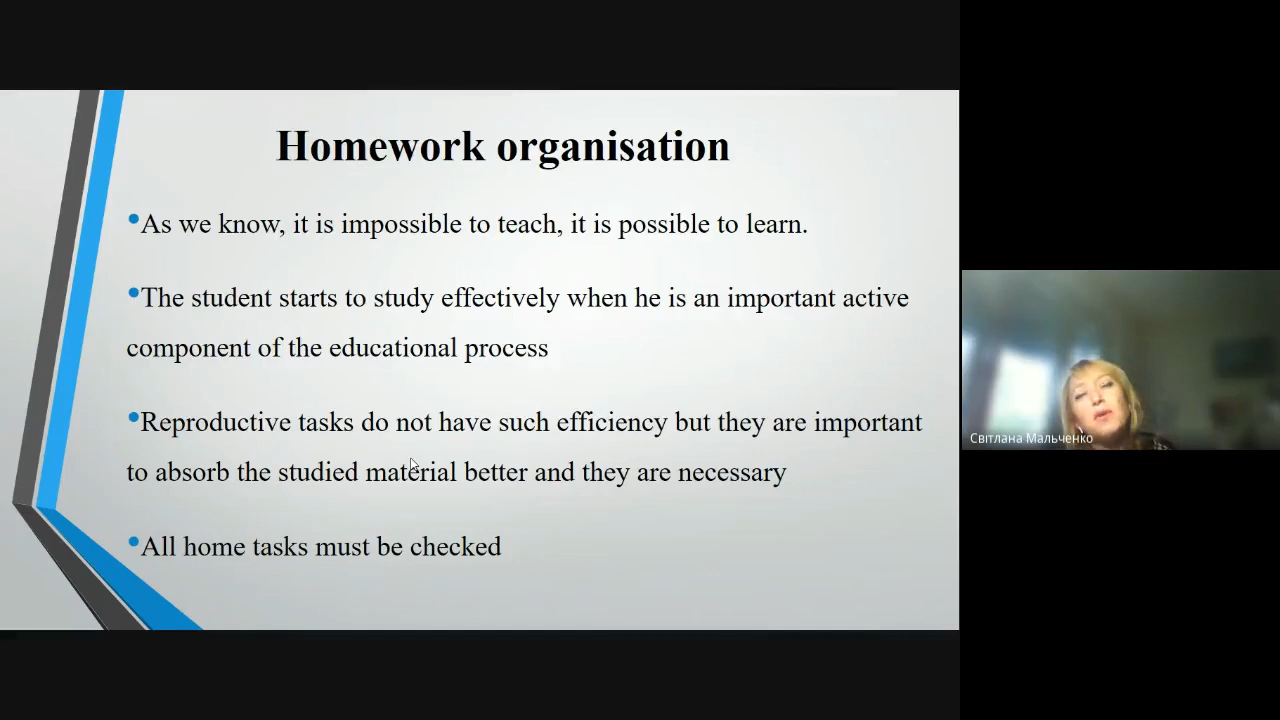 Homework organisation
•As we know, it is impossible to teach, it is possible to learn.
•The student starts to study effectively when he is an important active
component of the educational process
•Reproductive tasks do not have such efficiency but they are important
to absorb the studied material better and they are necessary
•All home tasks must be checked
Світлана Мальченко